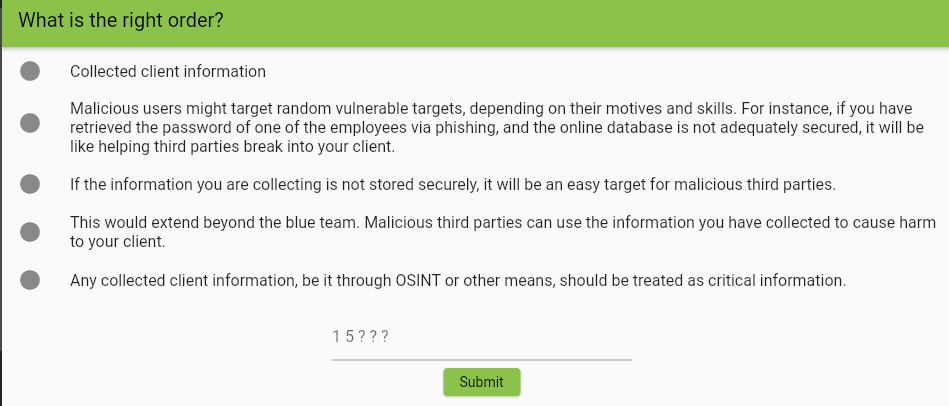 What is the right order?
Collected client information
Malicious users might target random vulnerable targets, depending on their motives and skills. For instance, if you have
retrieved the password of one of the employees via phishing, and the online database is not adequately secured, it will be
like helping third parties break into your client.
If the information you are collecting is not stored securely, it will be an easy target for malicious third parties.
This would extend beyond the blue team. Malicious third parties can use the information you have collected to cause harm
to your client.
Any collected client information, be it through OSINT or other means, should be treated as critical information.
1 5 ? ? ?
Submit